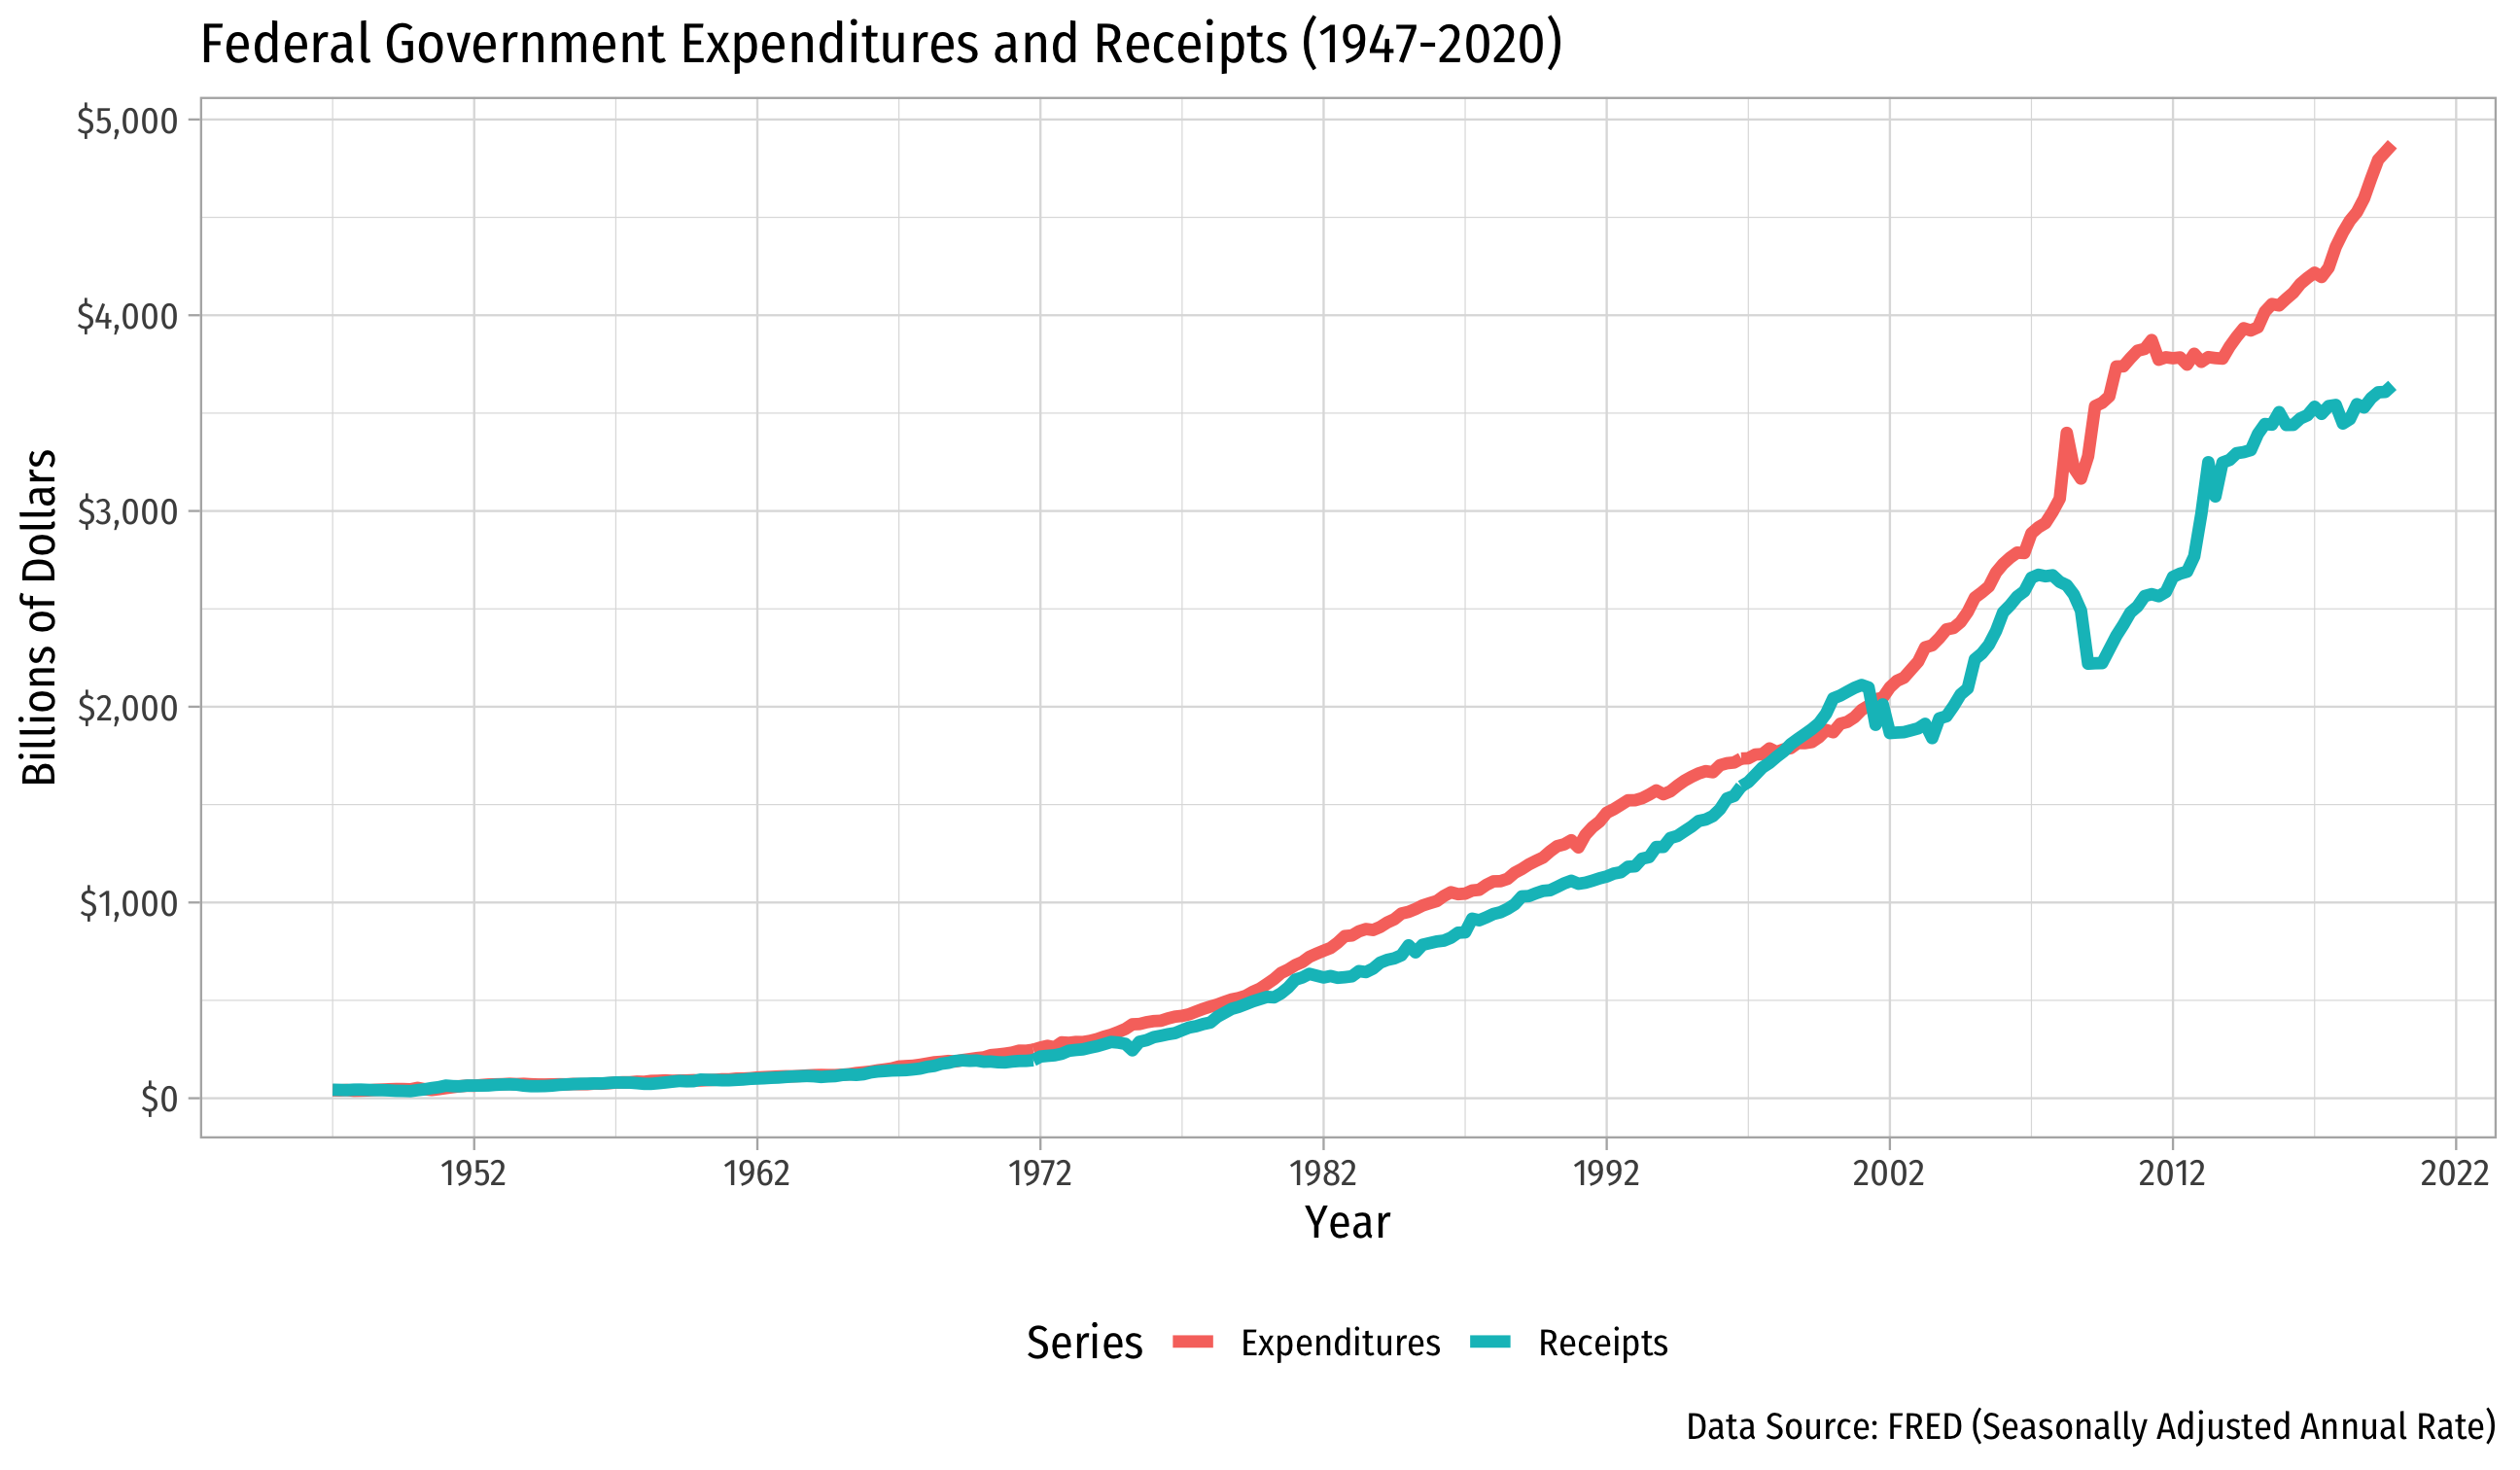 Federal Government Expenditures and Receipts (1947-2020)
$5,000
$4,000
$3,000
$2,000
$1,000
$0
Billions of Dollars
1952 1962 1972 1982 1992 2002 2012 2022
Year
Series Expenditures Receipts
Data Source: FRED (Seasonally Adjusted Annual Rate)